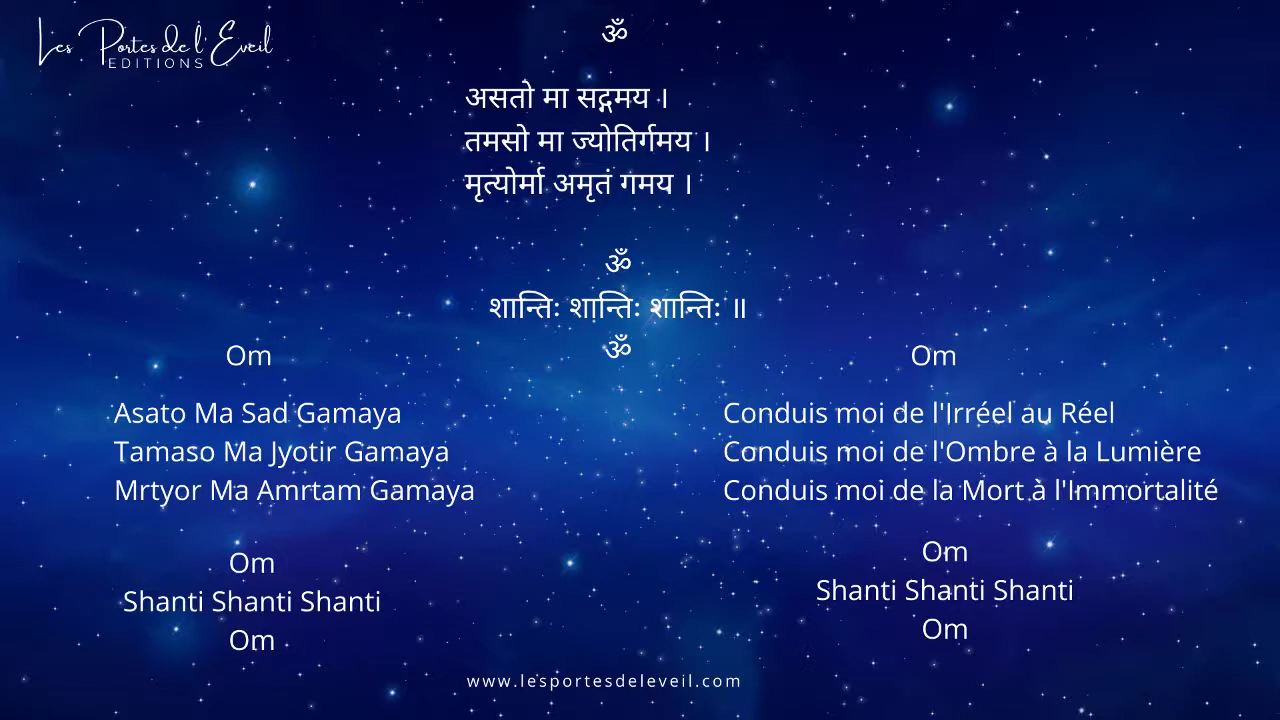 Les Portes de l'Eveil
EDITIONS
ॐ
असतो मा सद्गमय ।
तमसो मा ज्योतिर्गमय ।
मृत्योर्मा अमृतं गमय ।
ॐ
शान्तिः शान्तिः शान्तिः ॥
ॐ
Om
Asato Ma Sad Gamaya
Tamaso Ma Jyotir Gamaya
Mrtyor Ma Amrtam Gamaya
Om
Shanti Shanti Shanti
Om
Om
Conduis moi de l'Irréel au Réel
Conduis moi de l'Ombre à la Lumière
Conduis moi de la Mort à l'Immortalité
Om
Shanti Shanti Shanti
Om
www.lesportesdeleveil.com